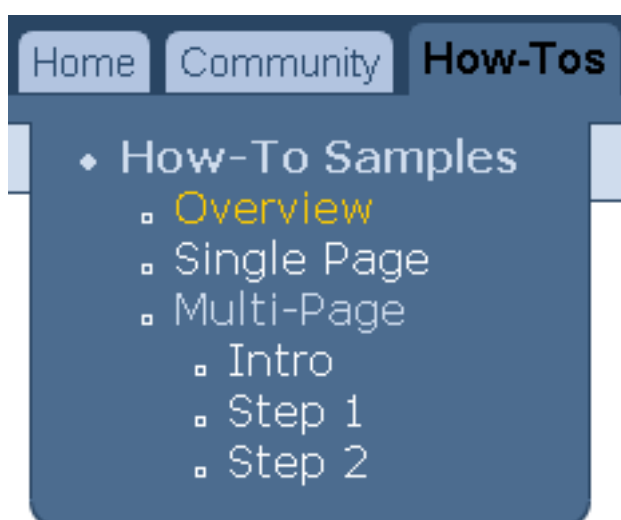 Home Community How-Tos
How-To Samples
Overview
Single Page
Multi-Page
Intro
Step 1
Step 2